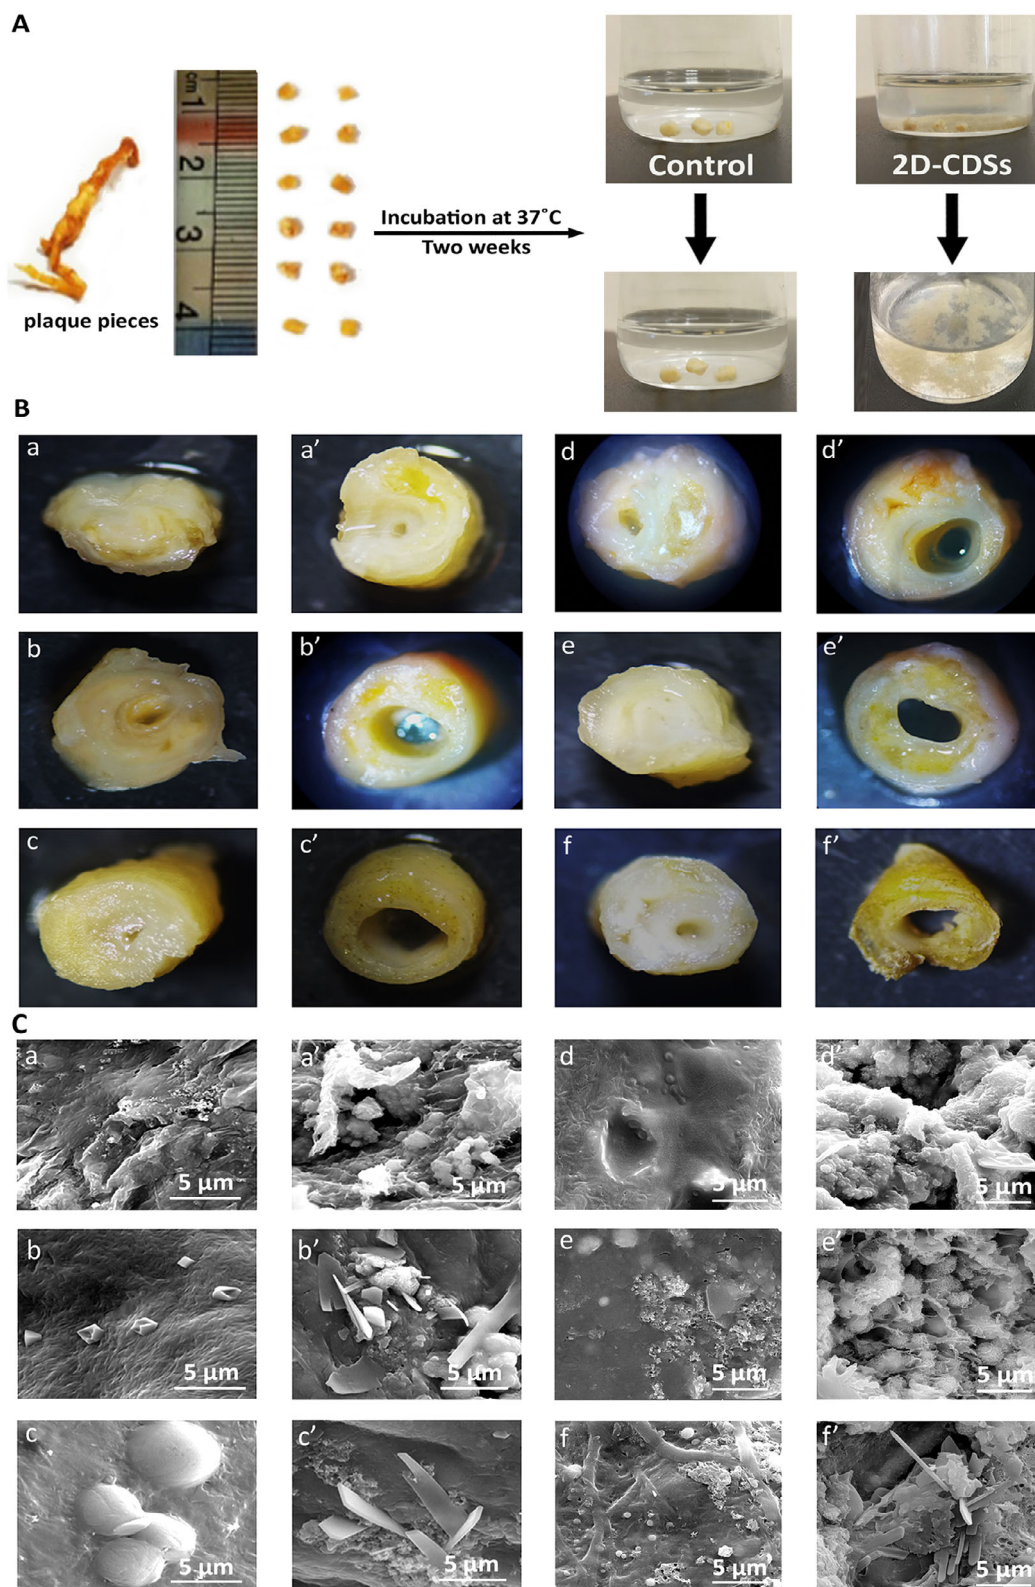 A
cm
1
2
3
4
plaque pieces
Incubation at 37°C
Two weeks
Control
2D-CDSs
B
a
a’
d
d’
b
b’
e
e’
c
c’
f
f’
C
a
5 µm
a’
5 µm
d
5 µm
d’
5 µm
b
5 µm
b’
5 µm
e
5 µm
e’
5 µm
c
5 µm
c’
5 µm
f
5 µm
f’
5 µm